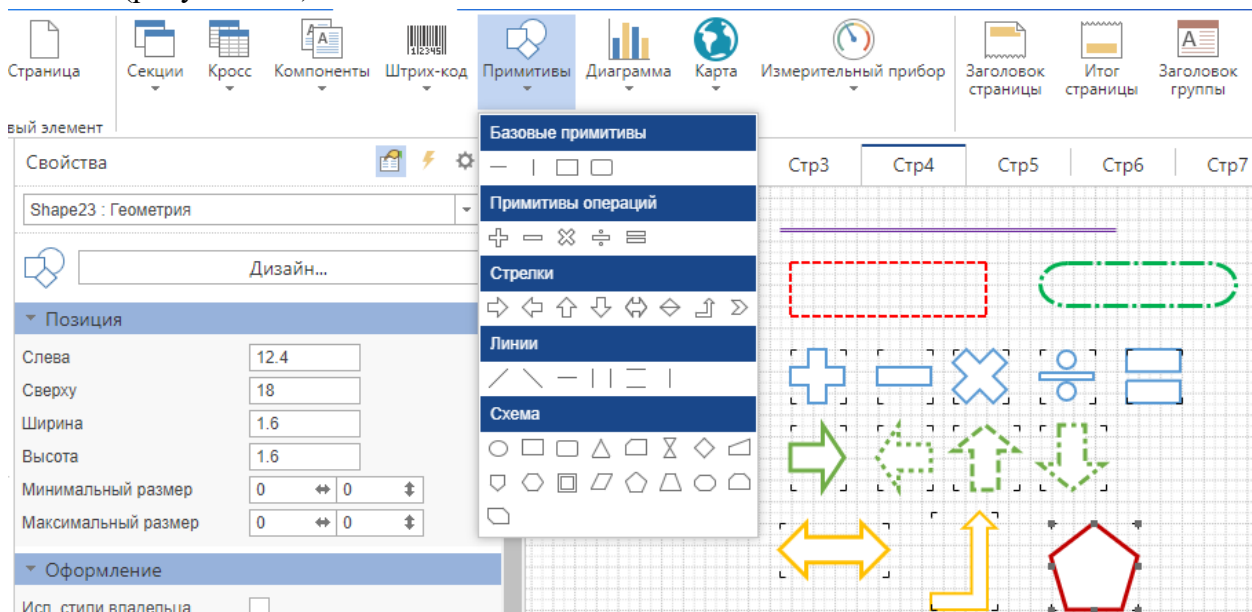 Страница Секции Кросс Компоненты Штрих-код Примитивы Диаграмма Карта Измерительный прибор Заголовок страницы Итог страницы Заголовок группы
вый элемент
Свойства
Shape23 : Геометрия
Дизайн...
Позиция
Слева 12.4
Сверху 18
Ширина 1.6
Высота 1.6
Минимальный размер 0 0
Максимальный размер 0 0
Оформление
Исп. стили владельца
Базовые примитивы
Примитивы операций
Стрелки
Линии
Схема
Стр3 Стр4 Стр5 Стр6 Стр7